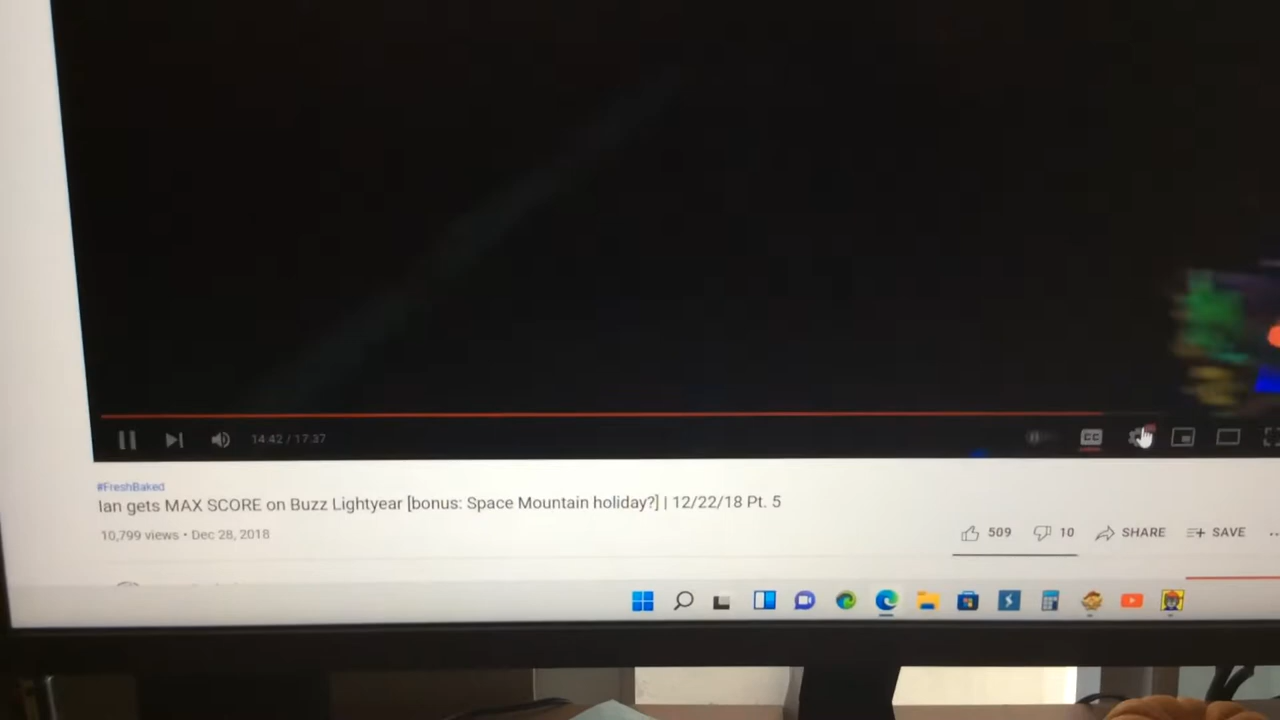 14:42 / 17:37
CC
#FreshBaked
Ian gets MAX SCORE on Buzz Lightyear [bonus: Space Mountain holiday?] | 12/22/18 Pt. 5
10,799 views • Dec 28, 2018
509
10
SHARE
SAVE